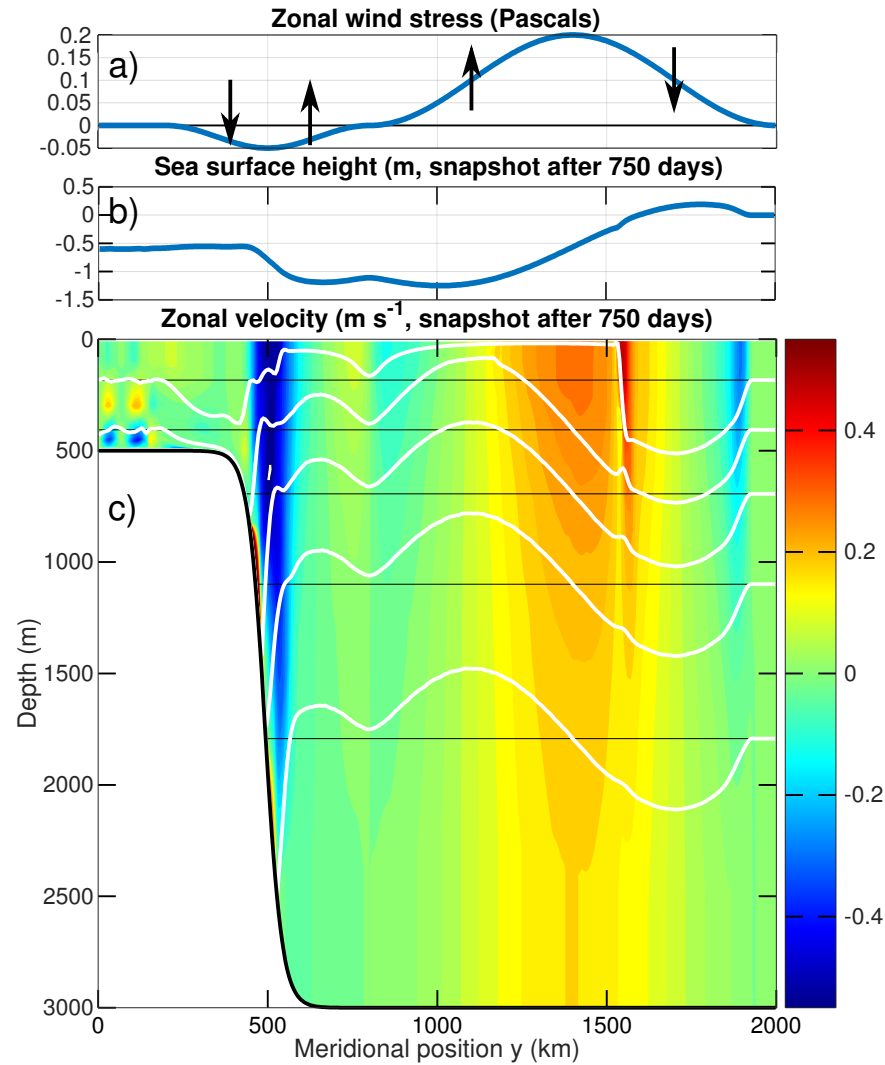 Zonal wind stress (Pascals)
a)
0.2
0.15
0.1
0.05
0
-0.05
Sea surface height (m, snapshot after 750 days)
b)
0.5
0
-0.5
-1
-1.5
Zonal velocity (m s-1, snapshot after 750 days)
c)
0
500
1000
1500
2000
2500
3000
Depth (m)
0 500 1000 1500 2000
Meridional position y (km)
0.4
0.2
0
-0.2
-0.4